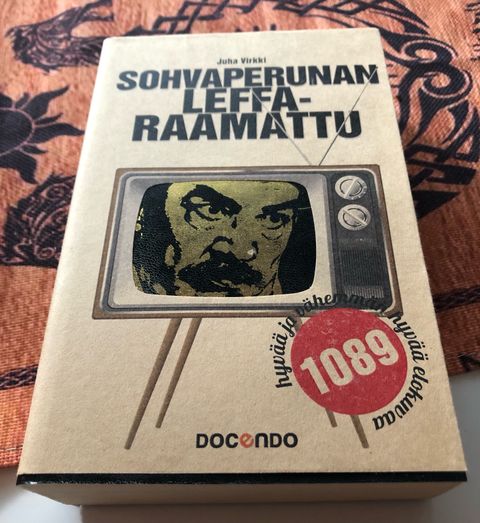 Juha Virkki
SOHVAPERUNAN
LEFFA-
RAAMATTU
hyvää ja vähemmän hyvää elokuvaa
1089
DOCENDO